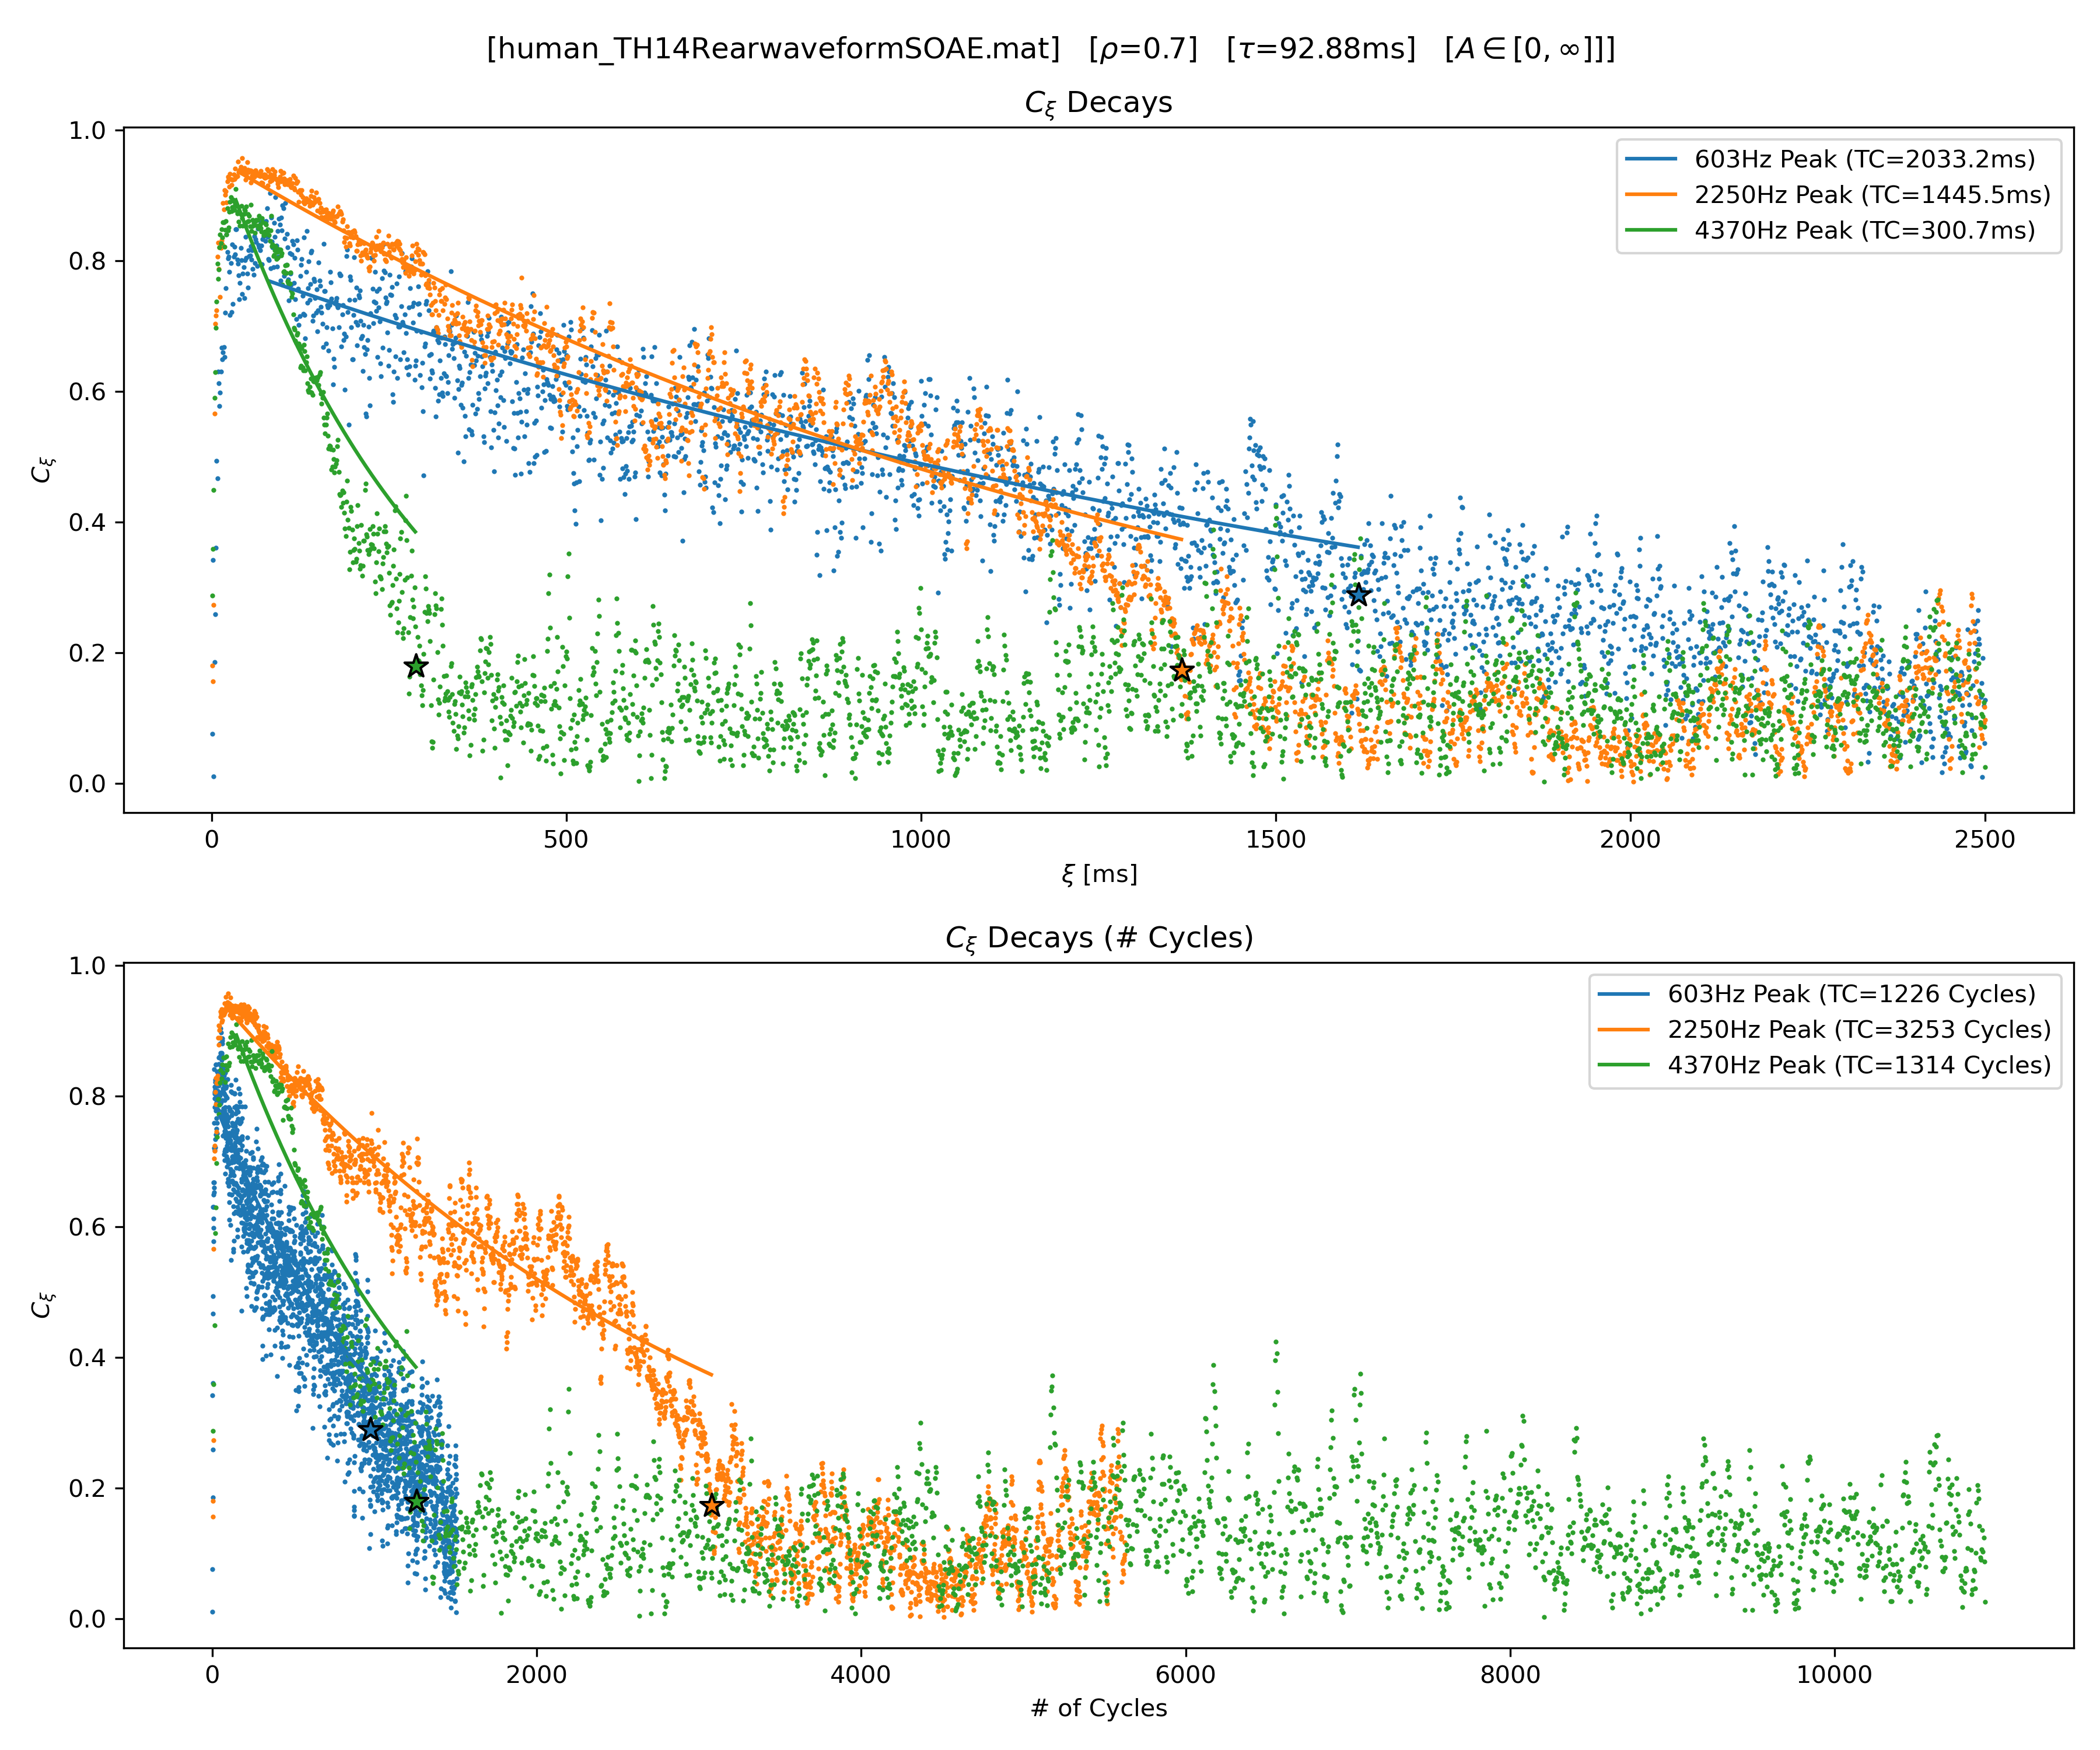 [human_TH14RearwaveformSOAE.mat]   [ρ=0.7]   [τ=92.88ms]   [A ∈ [0, ∞]]]
C_ξ Decays
1.0
0.8
0.6
0.4
0.2
0.0
C_ξ
603Hz Peak (TC=2033.2ms)
2250Hz Peak (TC=1445.5ms)
4370Hz Peak (TC=300.7ms)
0 500 1000 1500 2000 2500
ξ [ms]
C_ξ Decays (# Cycles)
1.0
0.8
0.6
0.4
0.2
0.0
C_ξ
603Hz Peak (TC=1226 Cycles)
2250Hz Peak (TC=3253 Cycles)
4370Hz Peak (TC=1314 Cycles)
0 2000 4000 6000 8000 10000
# of Cycles